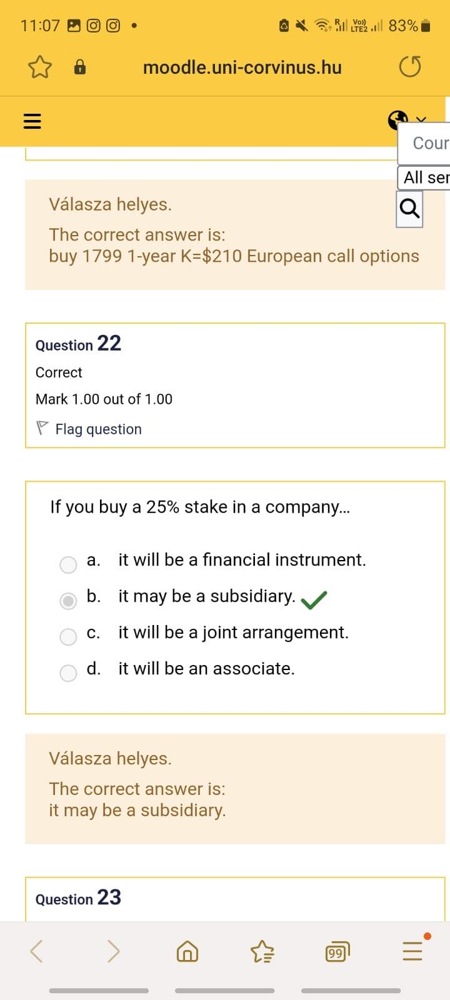 11:07
Vo))
R
LTE2
83%
moodle.uni-corvinus.hu
Cour
All ser
Válasza helyes.
The correct answer is:
buy 1799 1-year K=$210 European call options
Question 22
Correct
Mark 1.00 out of 1.00
Flag question
If you buy a 25% stake in a company...
a. it will be a financial instrument.
b. it may be a subsidiary.
c. it will be a joint arrangement.
d. it will be an associate.
Válasza helyes.
The correct answer is:
it may be a subsidiary.
Question 23
99